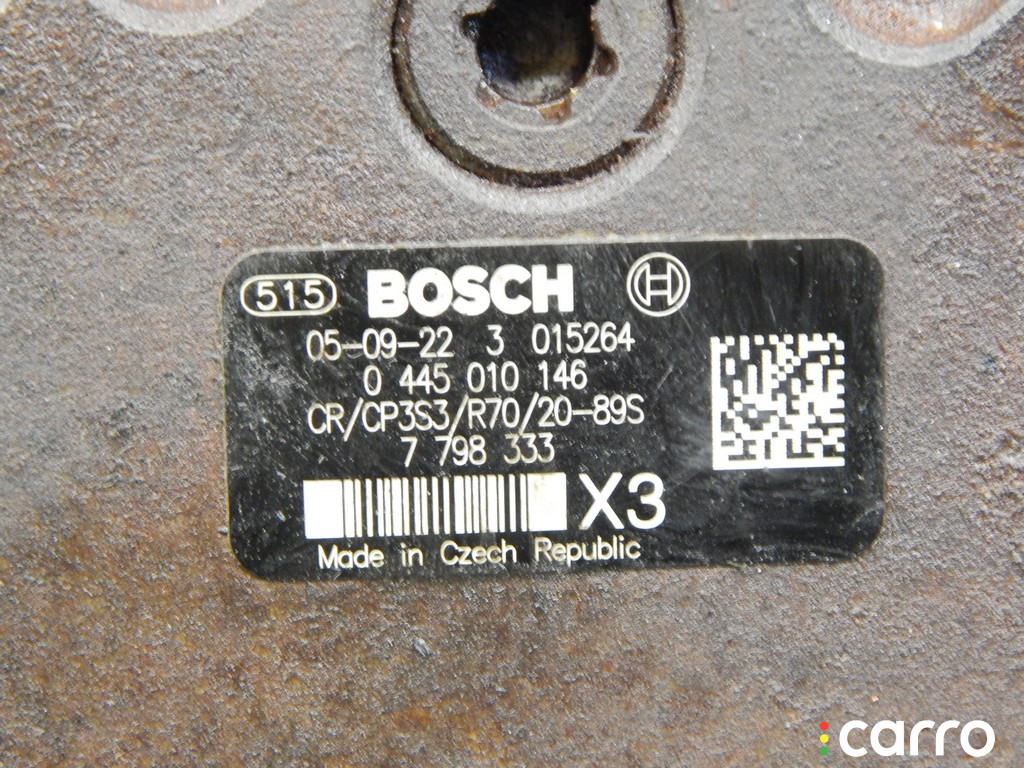 515 BOSCH
05-09-22 3 015264
0 445 010 146
CR/CP3S3/R70/20-89S
7 798 333
X3
Made in Czech Republic
carro